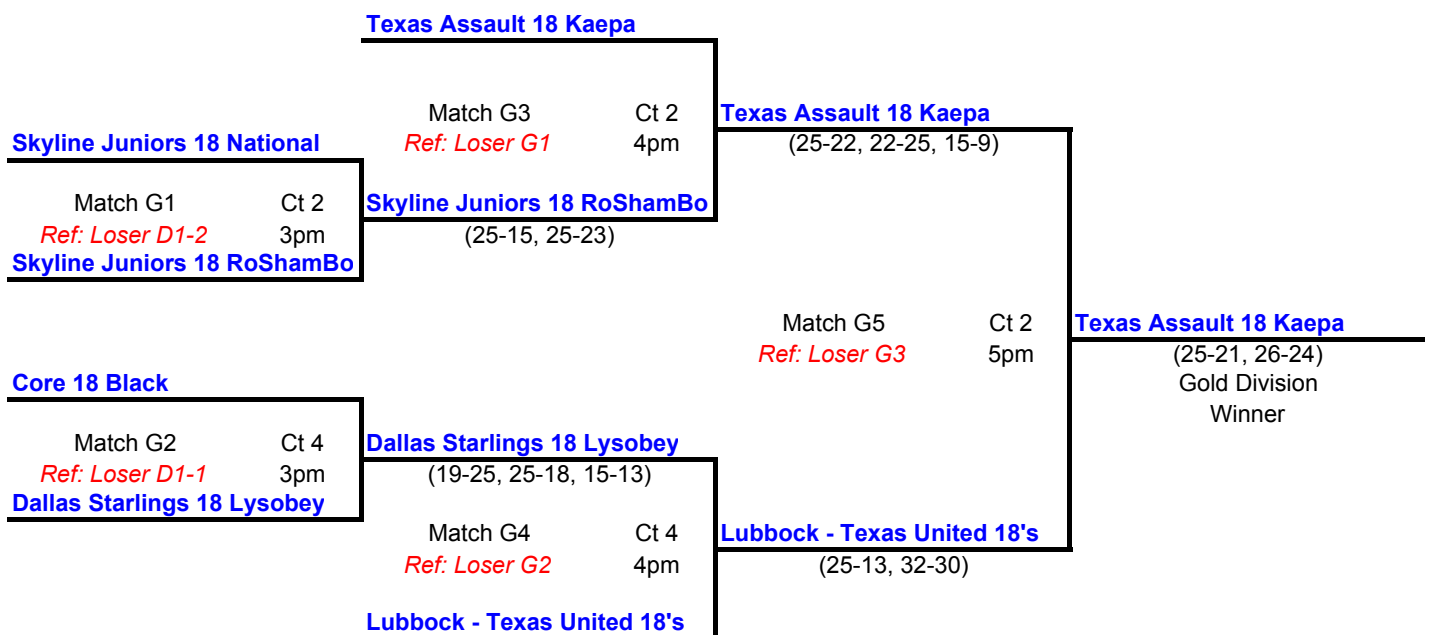 Texas Assault 18 Kaepa
Match G3 Ct 2
Texas Assault 18 Kaepa
Skyline Juniors 18 National
Ref: Loser G1 4pm
(25-22, 22-25, 15-9)
Match G1 Ct 2
Skyline Juniors 18 RoShamBo
Ref: Loser D1-2 3pm
(25-15, 25-23)
Skyline Juniors 18 RoShamBo
Match G5 Ct 2
Texas Assault 18 Kaepa
Ref: Loser G3 5pm
(25-21, 26-24)
Core 18 Black
Gold Division
Winner
Match G2 Ct 4
Dallas Starlings 18 Lysobey
Ref: Loser D1-1 3pm
(19-25, 25-18, 15-13)
Dallas Starlings 18 Lysobey
Match G4 Ct 4
Lubbock - Texas United 18's
Ref: Loser G2 4pm
(25-13, 32-30)
Lubbock - Texas United 18's